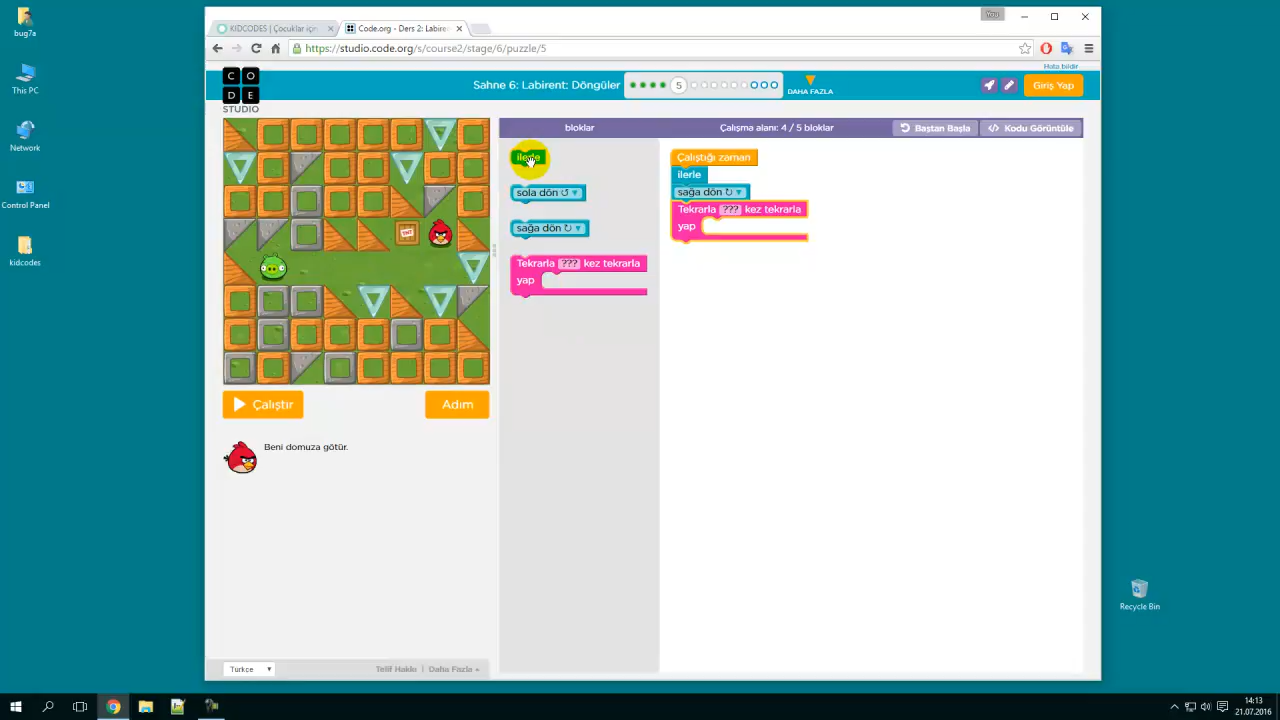 bug7a
This PC
Network
Control Panel
kidcodes
KIDCODES | Çocuklar için
Code.org - Ders 2: Labiren
https://studio.code.org/s/course2/stage/6/puzzle/5
Hata bildir
C O
D E
STUDIO
Sahne 6: Labirent: Döngüler
5
DAHA FAZLA
Giriş Yap
bloklar
Çalışma alanı: 4 / 5 bloklar
Baştan Başla
</> Kodu Görüntüle
ilerle
sola dön ↺
sağa dön ↻
Tekrarla ??? kez tekrarla
yap
Çalıştığı zaman
ilerle
sağa dön ↻
Tekrarla ??? kez tekrarla
yap
TNT
Çalıştır
Adım
Beni domuza götür.
Türkçe
Telif Hakkı | Daha Fazla
Recycle Bin
14:13
21.07.2016